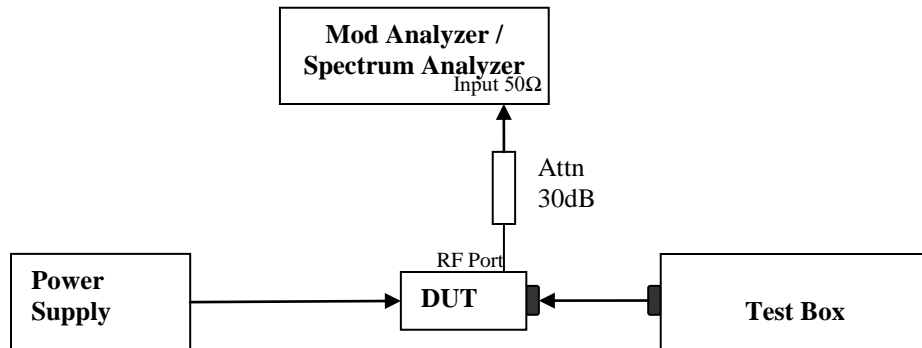 Mod Analyzer /
Spectrum Analyzer
Input 50Ω
Attn
30dB
RF Port
Power
Supply
DUT
Test Box